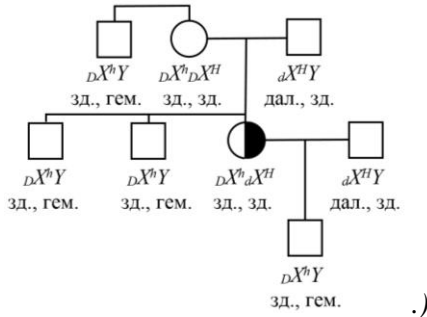 DXʰY DXʰDXᴴ dXᴴY
зд., гем. зд., зд. дал., зд.
DXʰY DXʰY DXʰdXᴴ dXᴴY
зд., гем. зд., гем. зд., зд. дал., зд.
DXʰY
зд., гем.
.)